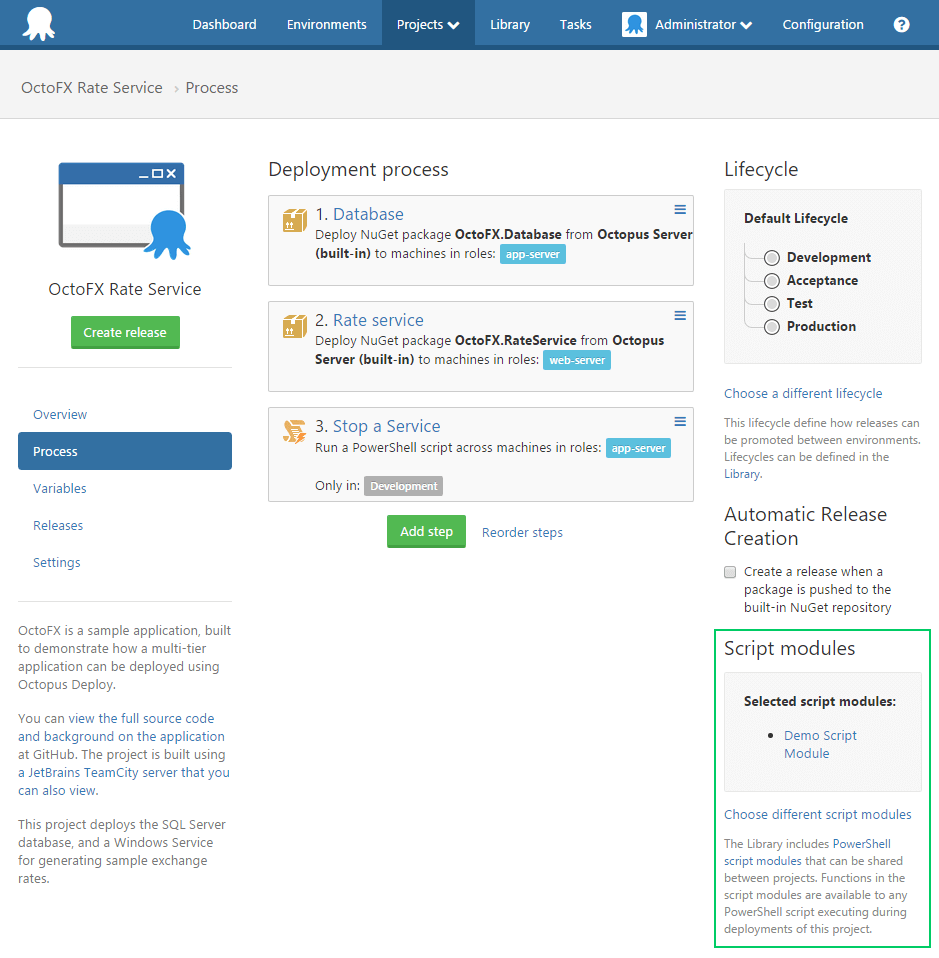 Dashboard Environments Projects Library Tasks Administrator Configuration ?
OctoFX Rate Service › Process
OctoFX Rate Service
Create release
Overview
Process
Variables
Releases
Settings
OctoFX is a sample application, built
to demonstrate how a multi-tier
application can be deployed using
Octopus Deploy.
You can view the full source code
and background on the application
at GitHub. The project is built using
a JetBrains TeamCity server that you
can also view.
This project deploys the SQL Server
database, and a Windows Service
for generating sample exchange
rates.
Deployment process
1. Database
Deploy NuGet package OctoFX.Database from Octopus Server
(built-in) to machines in roles: app-server
2. Rate service
Deploy NuGet package OctoFX.RateService from Octopus
Server (built-in) to machines in roles: web-server
3. Stop a Service
Run a PowerShell script across machines in roles: app-server
Only in: Development
Add step Reorder steps
Lifecycle
Default Lifecycle
Development
Acceptance
Test
Production
Choose a different lifecycle
This lifecycle define how releases can
be promoted between environments.
Lifecycles can be defined in the
Library.
Automatic Release
Creation
Create a release when a
package is pushed to the
built-in NuGet repository
Script modules
Selected script modules:
• Demo Script
Module
Choose different script modules
The Library includes PowerShell
script modules that can be shared
between projects. Functions in the
script modules are available to any
PowerShell script executing during
deployments of this project.